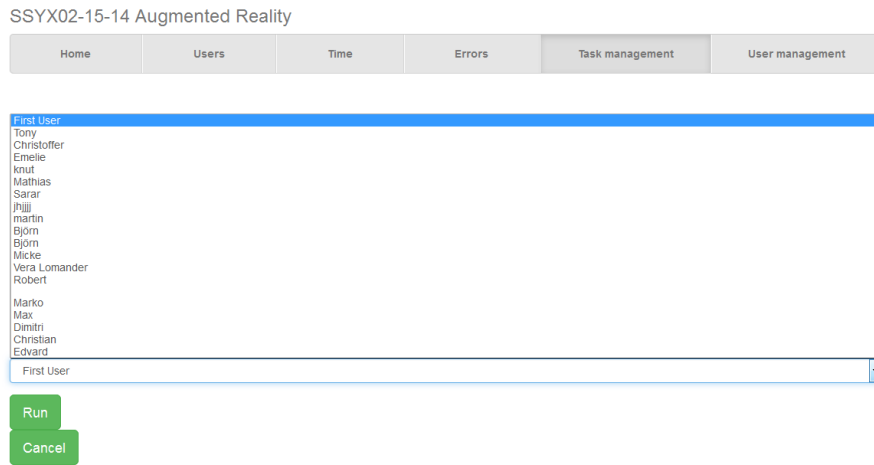 SSYX02-15-14 Augmented Reality
Home Users Time Errors Task management User management
First User
Tony
Christoffer
Emelie
knut
Mathias
Sarar
jhjjjj
martin
Björn
Björn
Micke
Vera Lomander
Robert
Marko
Max
Dimitri
Christian
Edvard
First User
Run
Cancel